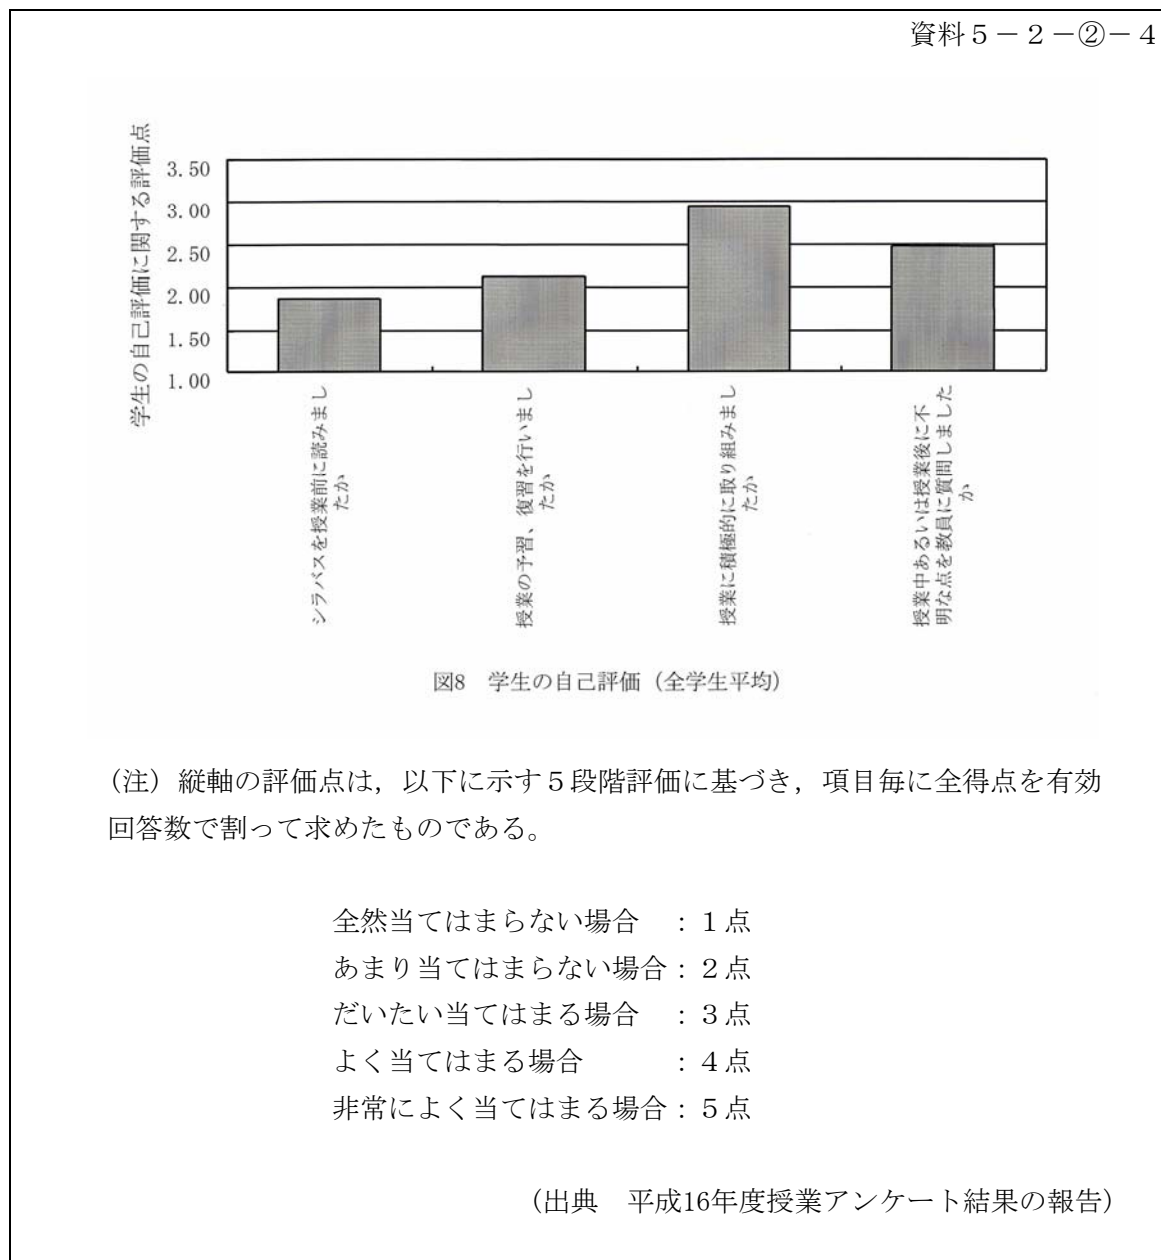 資料５－２－②－４
学生の自己評価に関する評価点
3.50
3.00
2.50
2.00
1.50
1.00
シラバスを授業前に読みまし
たか
授業の予習、復習を行いまし
たか
授業に積極的に取り組みまし
たか
授業中あるいは授業後に不
明な点を教員に質問しました
か
図8　学生の自己評価（全学生平均）
（注）縦軸の評価点は，以下に示す５段階評価に基づき，項目毎に全得点を有効
回答数で割って求めたものである。
全然当てはまらない場合　：１点
あまり当てはまらない場合：２点
だいたい当てはまる場合　：３点
よく当てはまる場合　　　：４点
非常によく当てはまる場合：５点
（出典　平成16年度授業アンケート結果の報告）